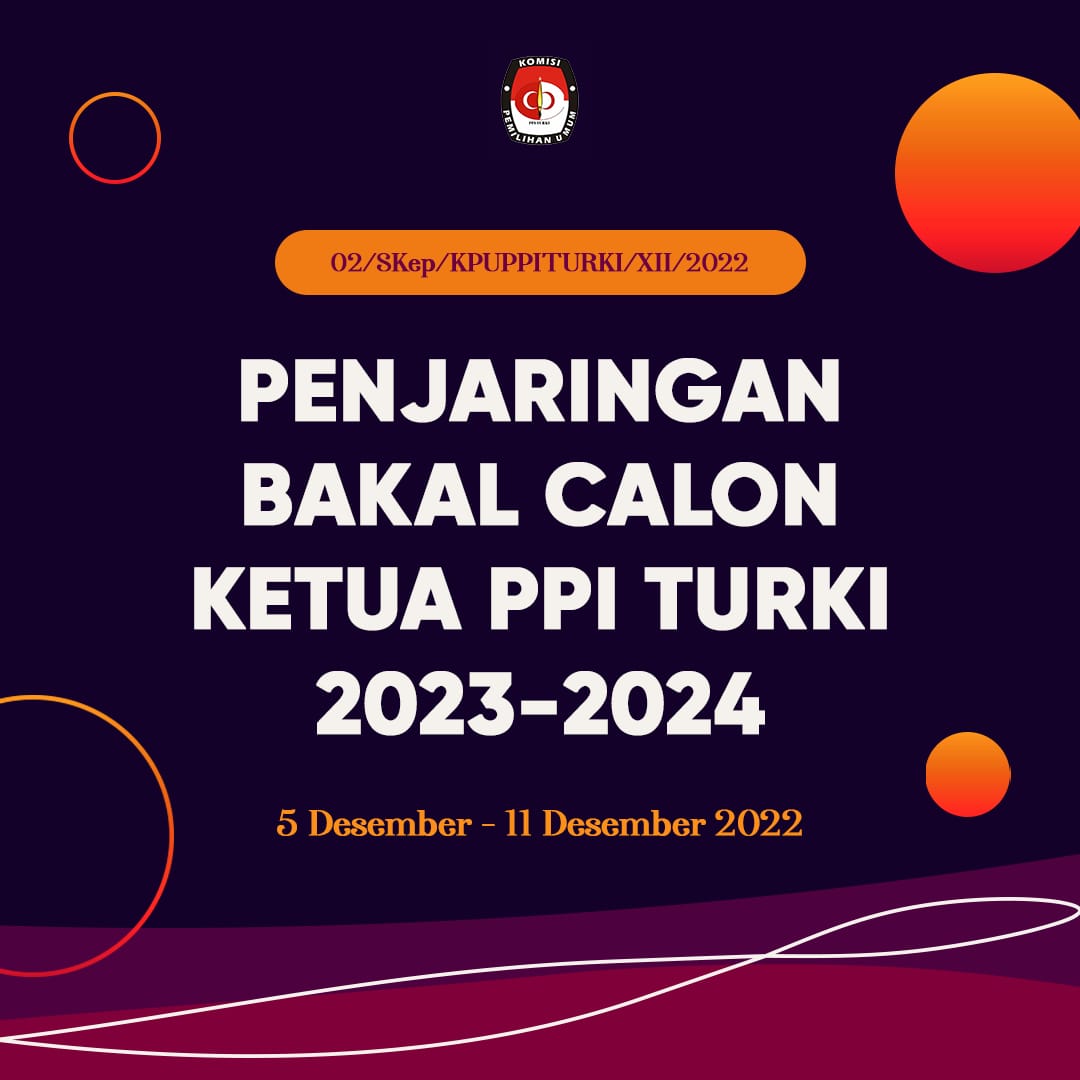 KOMISI
PEMILIHAN UMUM
02/SKep/KPUPPITURKI/XII/2022
PENJARINGAN
BAKAL CALON
KETUA PPI TURKI
2023-2024
5 Desember - 11 Desember 2022